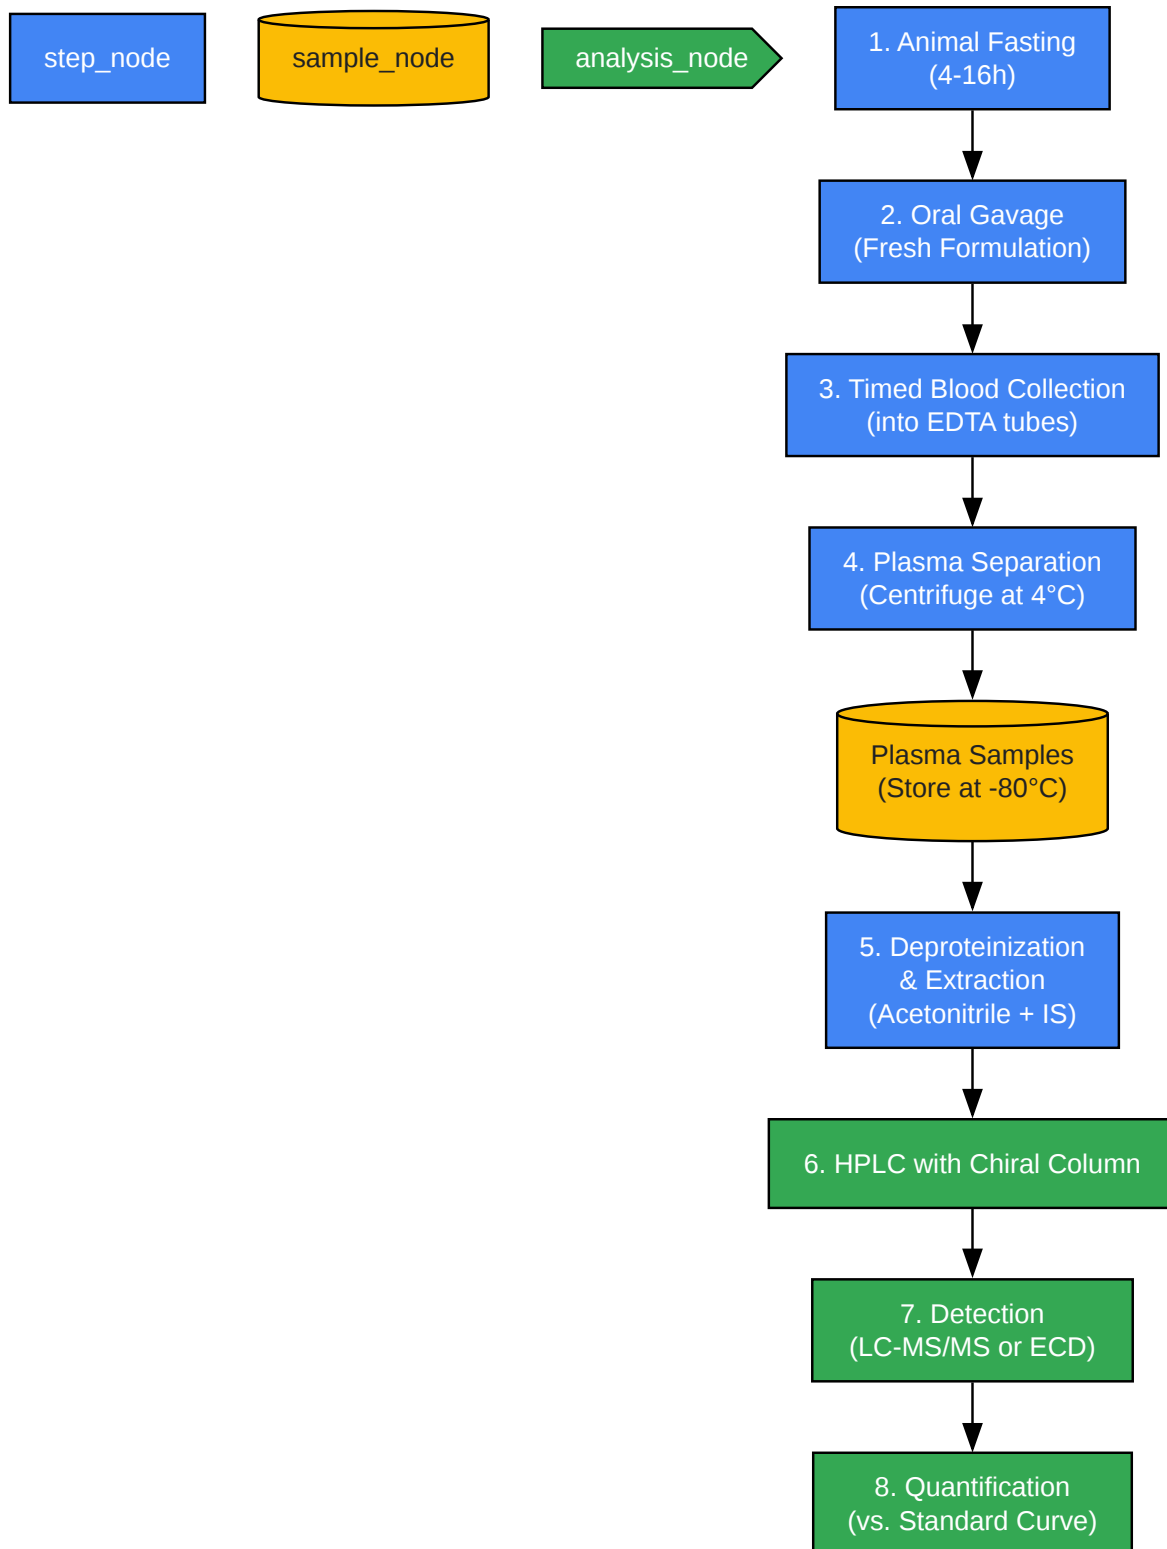 step_node
sample_node
analysis_node
1. Animal Fasting
(4-16h)
2. Oral Gavage
(Fresh Formulation)
3. Timed Blood Collection
(into EDTA tubes)
4. Plasma Separation
(Centrifuge at 4°C)
Plasma Samples
(Store at -80°C)
5. Deproteinization
& Extraction
(Acetonitrile + IS)
6. HPLC with Chiral Column
7. Detection
(LC-MS/MS or ECD)
8. Quantification
(vs. Standard Curve)